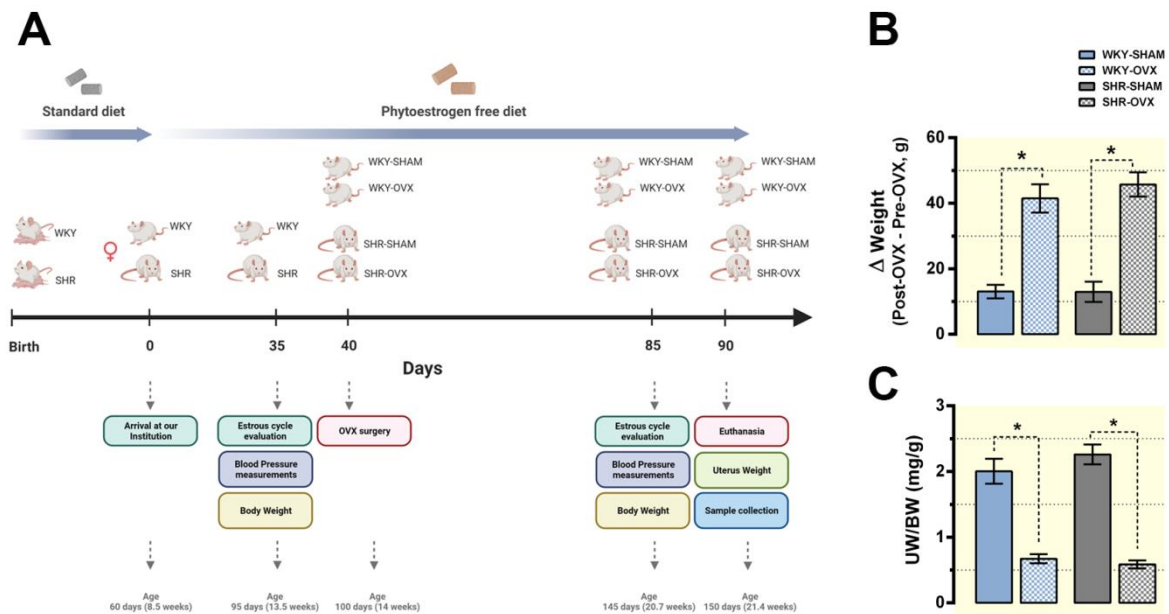 A
Standard diet
Phytoestrogen free diet
WKY
SHR
♀
WKY
SHR
WKY
SHR
WKY-SHAM
WKY-OVX
SHR-SHAM
SHR-OVX
WKY-SHAM
WKY-OVX
SHR-SHAM
SHR-OVX
WKY-SHAM
WKY-OVX
SHR-SHAM
SHR-OVX
Birth
0
35
40
85
90
Days
Arrival at our
Institution
Estrous cycle
evaluation
Blood Pressure
measurements
Body Weight
OVX surgery
Estrous cycle
evaluation
Blood Pressure
measurements
Body Weight
Euthanasia
Uterus Weight
Sample collection
Age
60 days (8.5 weeks)
Age
95 days (13.5 weeks)
Age
100 days (14 weeks)
Age
145 days (20.7 weeks)
Age
150 days (21.4 weeks)
B
WKY-SHAM
WKY-OVX
SHR-SHAM
SHR-OVX
Δ Weight
(Post-OVX - Pre-OVX, g)
60
40
20
0
*
*
C
UW/BW (mg/g)
3
2
1
0
*
*